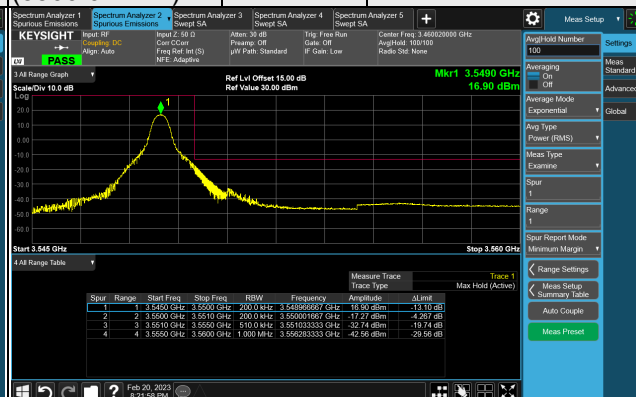 Spectrum Analyzer 1
Spurious Emissions
Spectrum Analyzer 2
Spurious Emissions
Spectrum Analyzer 3
Swept SA
Spectrum Analyzer 4
Swept SA
Spectrum Analyzer 5
Swept SA
+
Meas Setup
KEYSIGHT
Input: RF
Coupling: DC
Align: Auto
Input Z: 50 Ω
Corr CCorr
Freq Ref: Int (S)
NFE: Adaptive
Atten: 30 dB
Preamp: Off
µW Path: Standard
Trig: Free Run
Gate: Off
IF Gain: Low
Center Freq: 3.460020000 GHz
Avg|Hold: 100/100
Radio Std: None
LXI
PASS
3 All Range Graph
Scale/Div 10.0 dB
Ref Lvl Offset 15.00 dB
Ref Value 30.00 dBm
Mkr1 3.5490 GHz
16.90 dBm
Log
20.0
10.0
0.00
-10.0
-20.0
-30.0
-40.0
-50.0
-60.0
1
Start 3.545 GHz
Stop 3.560 GHz
4 All Range Table
Measure Trace Trace 1
Trace Type Max Hold (Active)
Spur Range Start Freq Stop Freq RBW Frequency Amplitude ΔLimit
1 1 3.5450 GHz 3.5500 GHz 200.0 kHz 3.548966667 GHz 16.90 dBm -13.10 dB
2 2 3.5500 GHz 3.5510 GHz 200.0 kHz 3.550001667 GHz -17.27 dBm -4.267 dB
3 3 3.5510 GHz 3.5550 GHz 510.0 kHz 3.551033333 GHz -32.74 dBm -19.74 dB
4 4 3.5550 GHz 3.5600 GHz 1.000 MHz 3.556283333 GHz -42.56 dBm -29.56 dB
Avg|Hold Number
100
Averaging
On
Off
Average Mode
Exponential
Avg Type
Power (RMS)
Meas Type
Examine
Spur
1
Range
1
Spur Report Mode
Minimum Margin
Range Settings
Meas Setup
Summary Table
Auto Couple
Meas Preset
Settings
Meas
Standard
Advanced
Global
?
Feb 20, 2023
8:21:58 PM